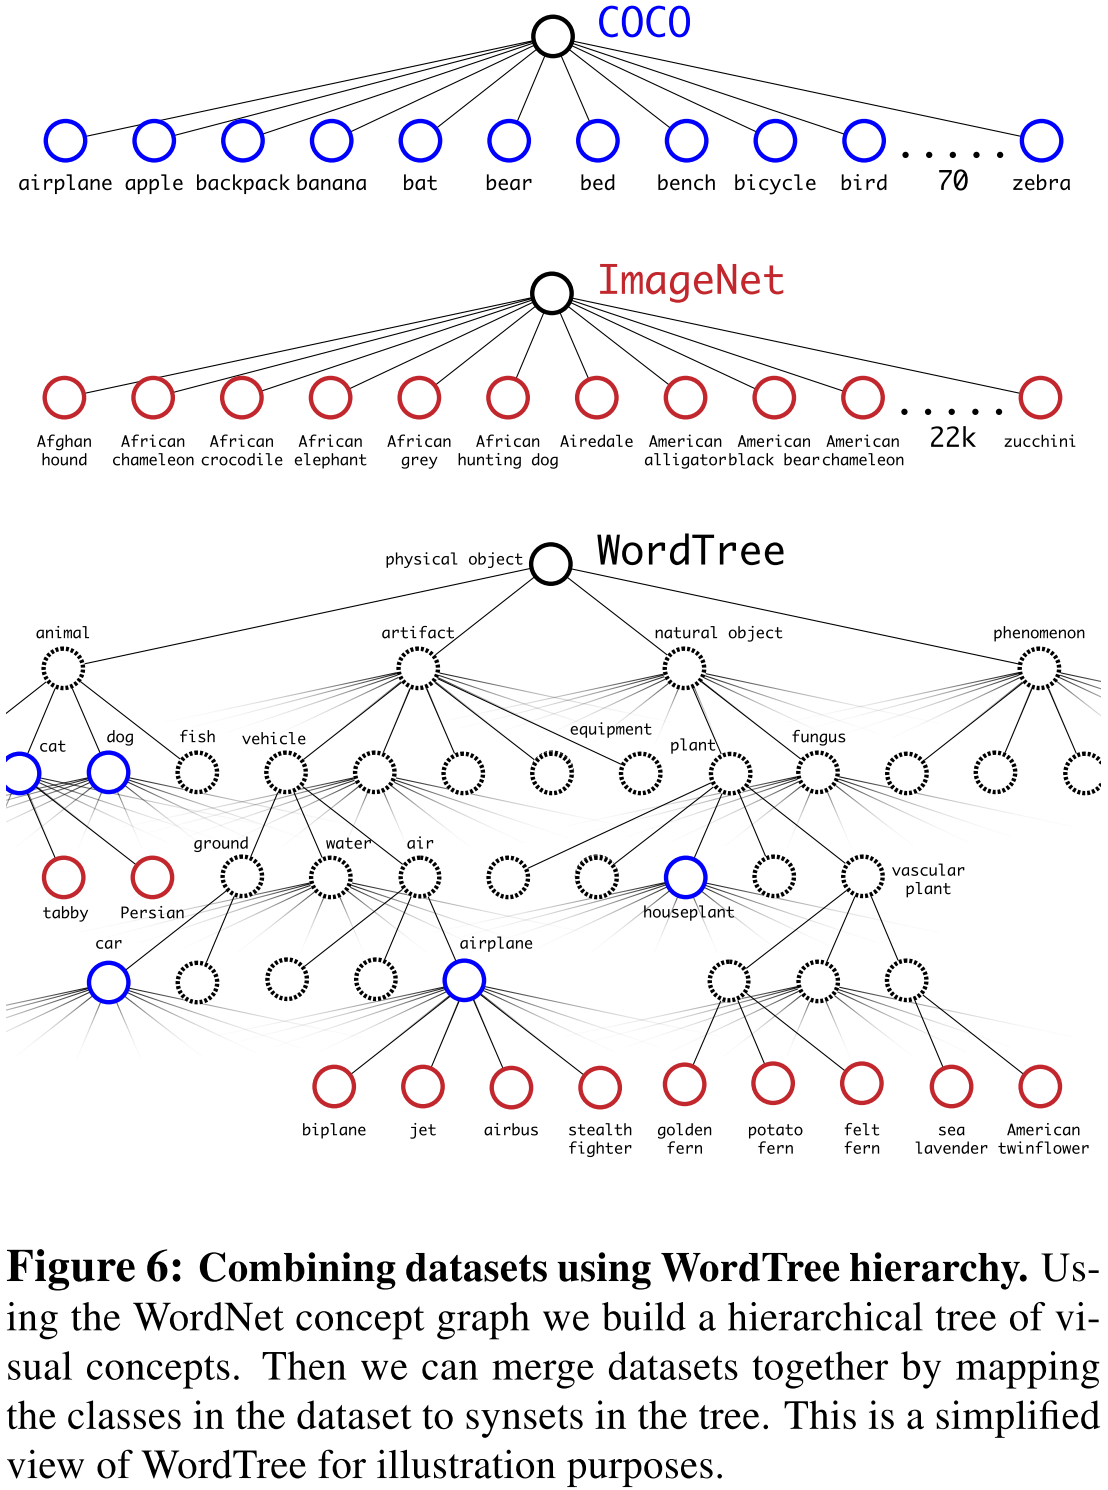 COCO
airplane apple backpack banana bat bear bed bench bicycle bird 70 zebra
ImageNet
Afghan hound
African chameleon
African crocodile
African elephant
African grey
African hunting dog
Airedale
American alligator
American black bear
American chameleon
22k
zucchini
WordTree
physical object
animal artifact natural object phenomenon
cat dog fish vehicle equipment plant fungus
ground water air vascular
plant
tabby Persian houseplant
car airplane
biplane jet airbus stealth
fighter
golden
fern
potato
fern
felt
fern
sea
lavender
American
twinflower
Figure 6: Combining datasets using WordTree hierarchy. Us-
ing the WordNet concept graph we build a hierarchical tree of vi-
sual concepts. Then we can merge datasets together by mapping
the classes in the dataset to synsets in the tree. This is a simplified
view of WordTree for illustration purposes.